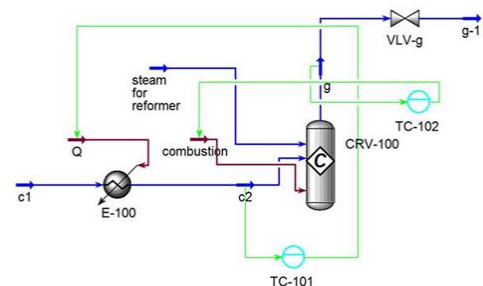 VLV-g
g-1
steam
for
reformer
g
TC-102
Q
combustion
CRV-100
C
c1
E-100
c2
TC-101